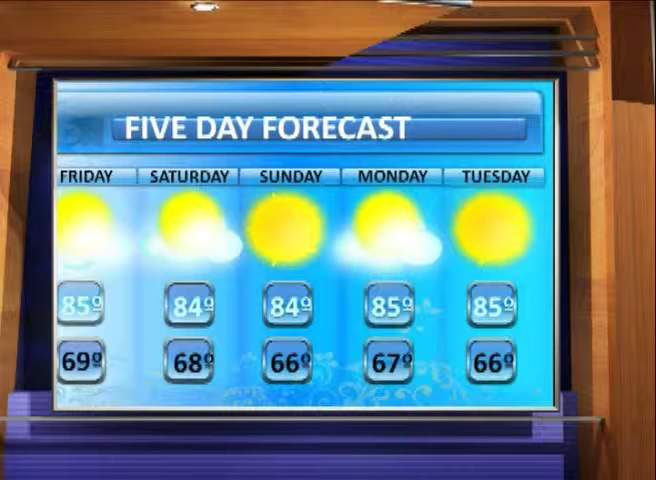 FIVE DAY FORECAST
FRIDAY SATURDAY SUNDAY MONDAY TUESDAY
85º 84º 84º 85º 85º
69º 68º 66º 67º 66º